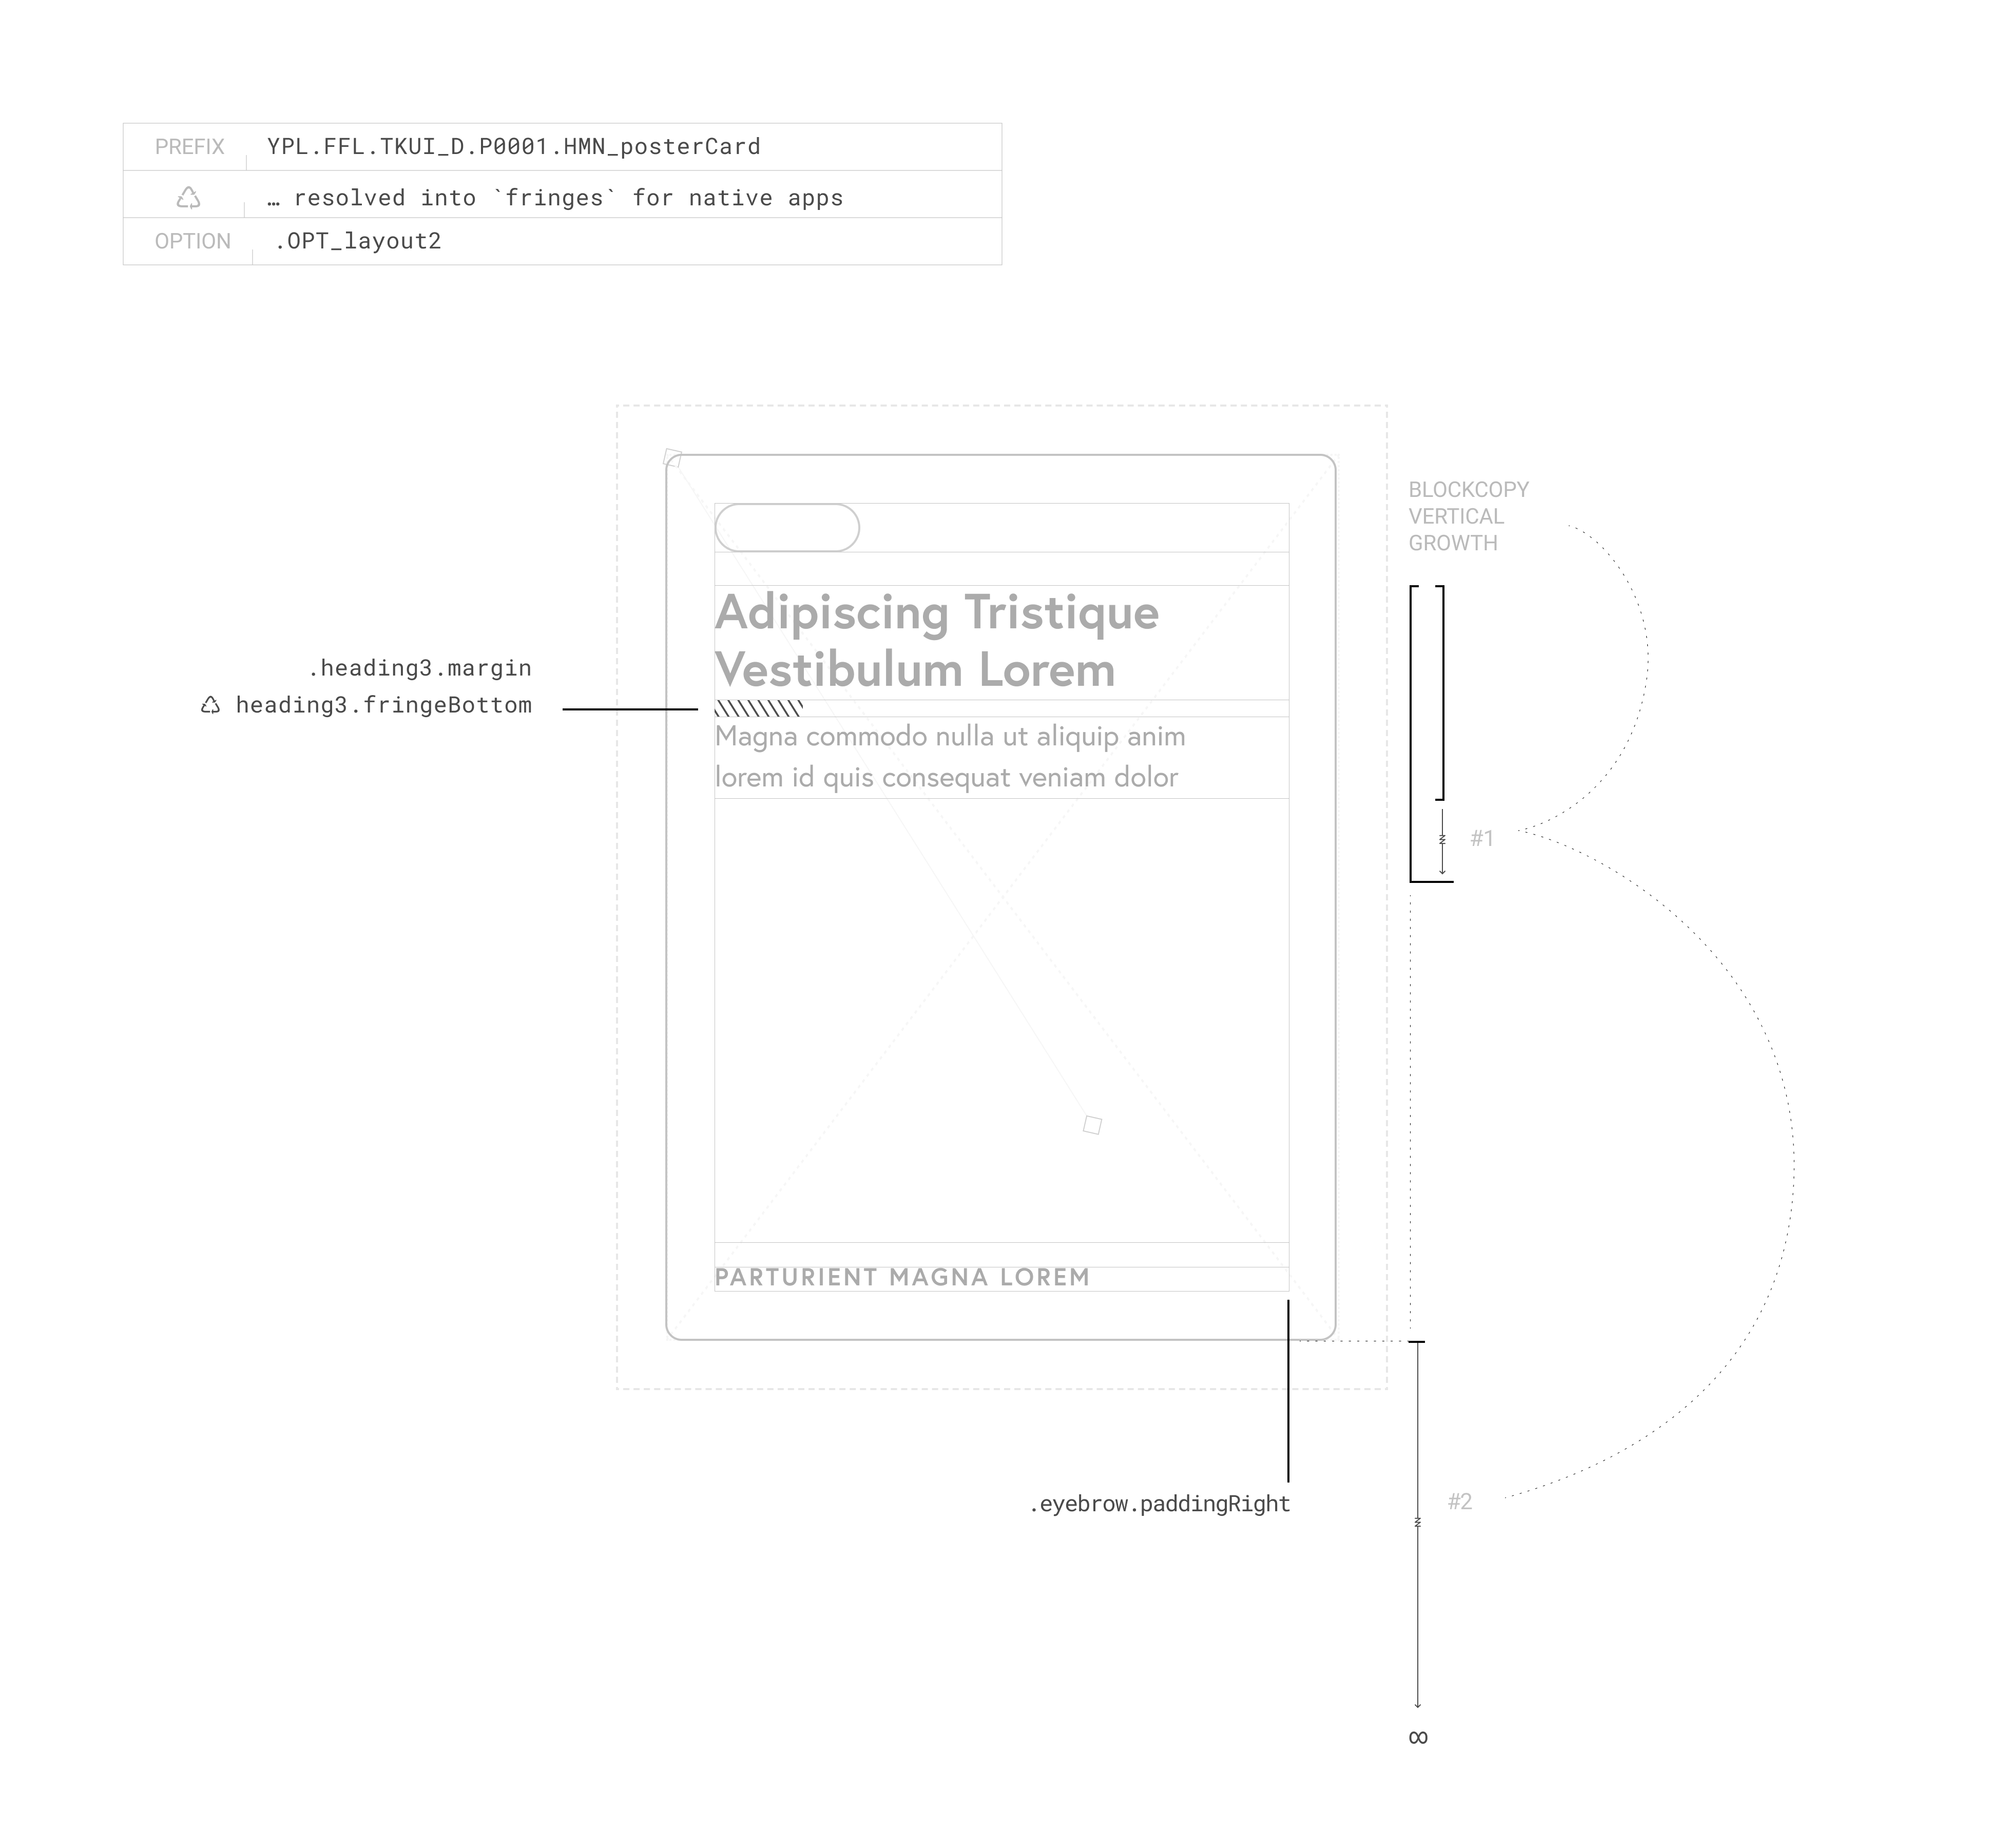 PREFIX YPL.FFL.TKUI_D.P0001.HMN_posterCard
… resolved into `fringes` for native apps
OPTION .OPT_layout2
BLOCKCOPY
VERTICAL
GROWTH
Adipiscing Tristique
Vestibulum Lorem
.heading3.margin
heading3.fringeBottom
Magna commodo nulla ut aliquip anim
lorem id quis consequat veniam dolor
#1
PARTURIENT MAGNA LOREM
.eyebrow.paddingRight
#2
∞